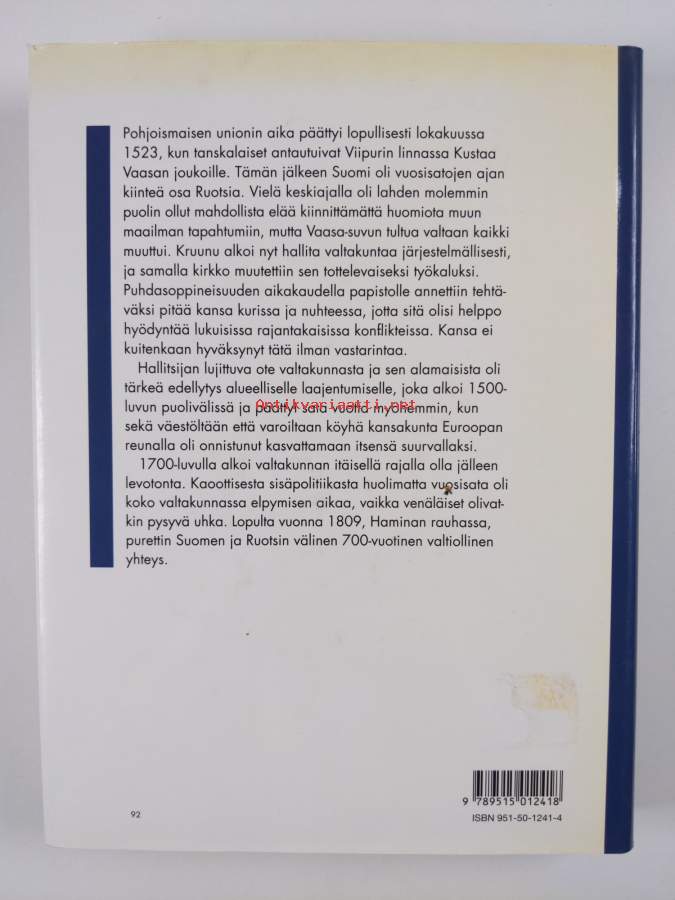 Pohjoismaisen unionin aika päättyi lopullisesti lokakuussa
1523, kun tanskalaiset antautuivat Viipurin linnassa Kustaa
Vaasan joukoille. Tämän jälkeen Suomi oli vuosisatojen ajan
kiinteä osa Ruotsia. Vielä keskiajalla oli lahden molemmin
puolin ollut mahdollista elää kiinnittämättä huomiota muun
maailman tapahtumiin, mutta Vaasa-suvun tultua valtaan kaikki
muuttui. Kruunu alkoi nyt hallita valtakuntaa järjestelmällisesti,
ja samalla kirkko muutettiin sen tottelevaiseksi työkaluksi.
Puhdasoppineisuuden aikakaudella papistolle annettiin tehtä-
väksi pitää kansa kurissa ja nuhteessa, jotta sitä olisi helppo
hyödyntää lukuisissa rajantakaisissa konflikteissa. Kansa ei
kuitenkaan hyväksynyt tätä ilman vastarintaa.
Hallitsijan lujittuva ote valtakunnasta ja sen alamaisista oli
tärkeä edellytys alueelliselle laajentumiselle, joka alkoi 1500-
luvun puolivälissä ja päättyi sata vuotta myöhemmin, kun
Antikvariaatti.net
sekä väestöltään että varoiltaan köyhä kansakunta Euroopan
reunalla oli onnistunut kasvattamaan itsensä suurvallaksi.
1700-luvulla alkoi valtakunnan itäisellä rajalla olla jälleen
levotonta. Kaoottisesta sisäpolitiikasta huolimatta vuosisata oli
koko valtakunnassa elpymisen aikaa, vaikka venäläiset olivat-
kin pysyvä uhka. Lopulta vuonna 1809, Haminan rauhassa,
purettin Suomen ja Ruotsin välinen 700-vuotinen valtiollinen
yhteys.
9 789515 012418
92
ISBN 951-50-1241-4